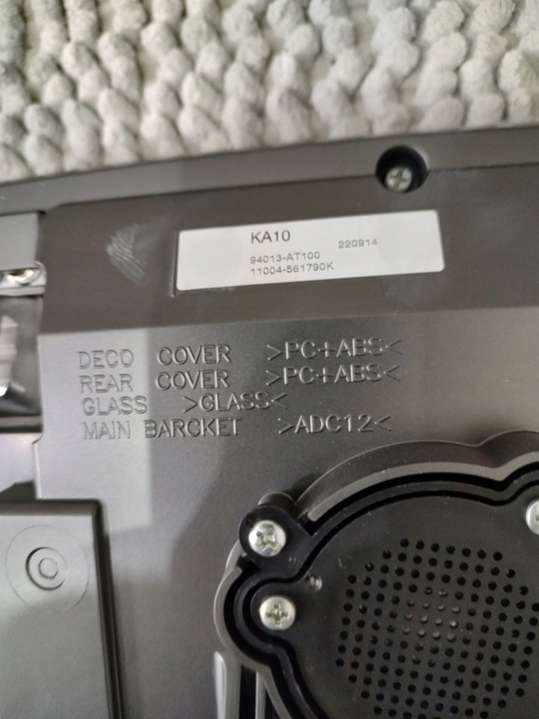 KA10
94013-AT100 220914
11004-561790K
DECO COVER >PC+ABS<
REAR COVER >PC+ABS<
GLASS >GLASS<
MAIN BARCKET >ADC12<